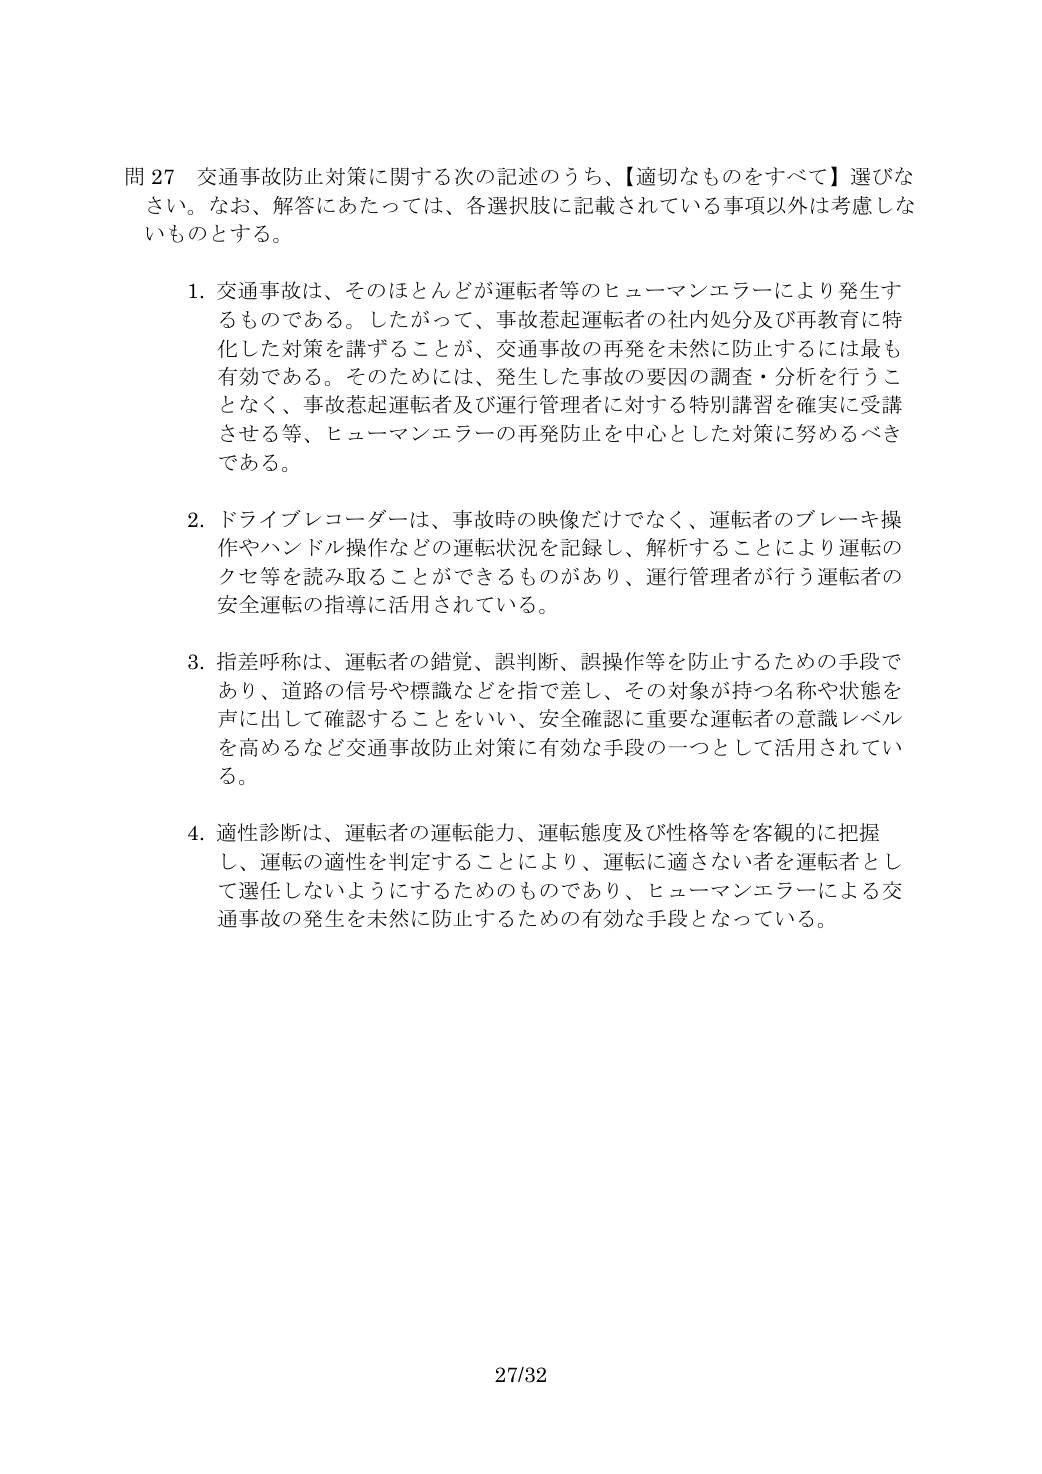 問 27　交通事故防止対策に関する次の記述のうち、【適切なものをすべて】選びな
さい。なお、解答にあたっては、各選択肢に記載されている事項以外は考慮しな
いものとする。
1. 交通事故は、そのほとんどが運転者等のヒューマンエラーにより発生す
るものである。したがって、事故惹起運転者の社内処分及び再教育に特
化した対策を講ずることが、交通事故の再発を未然に防止するには最も
有効である。そのためには、発生した事故の要因の調査・分析を行うこ
となく、事故惹起運転者及び運行管理者に対する特別講習を確実に受講
させる等、ヒューマンエラーの再発防止を中心とした対策に努めるべき
である。
2. ドライブレコーダーは、事故時の映像だけでなく、運転者のブレーキ操
作やハンドル操作などの運転状況を記録し、解析することにより運転の
クセ等を読み取ることができるものがあり、運行管理者が行う運転者の
安全運転の指導に活用されている。
3. 指差呼称は、運転者の錯覚、誤判断、誤操作等を防止するための手段で
あり、道路の信号や標識などを指で差し、その対象が持つ名称や状態を
声に出して確認することをいい、安全確認に重要な運転者の意識レベル
を高めるなど交通事故防止対策に有効な手段の一つとして活用されてい
る。
4. 適性診断は、運転者の運転能力、運転態度及び性格等を客観的に把握
し、運転の適性を判定することにより、運転に適さない者を運転者とし
て選任しないようにするためのものであり、ヒューマンエラーによる交
通事故の発生を未然に防止するための有効な手段となっている。
27/32